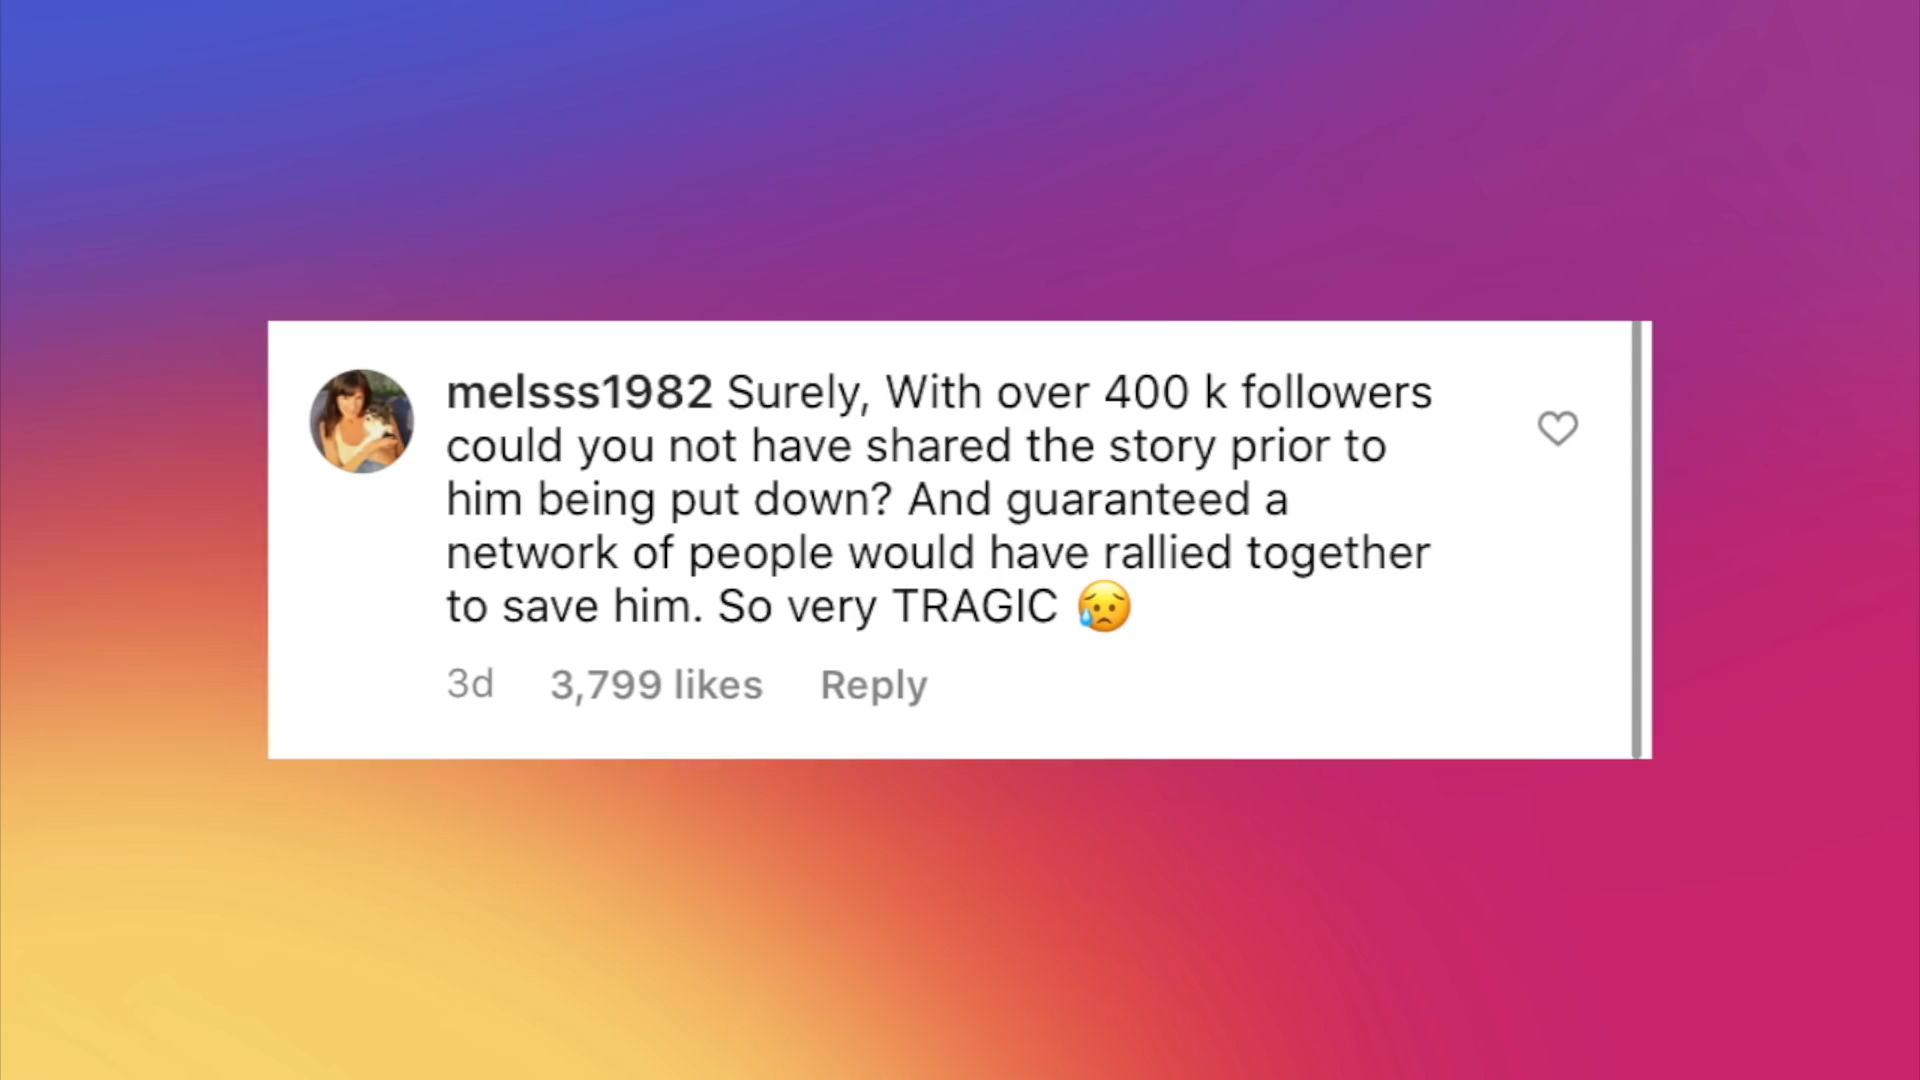 melsss1982 Surely, With over 400 k followers
could you not have shared the story prior to
him being put down? And guaranteed a
network of people would have rallied together
to save him. So very TRAGIC 😥
3d 3,799 likes Reply